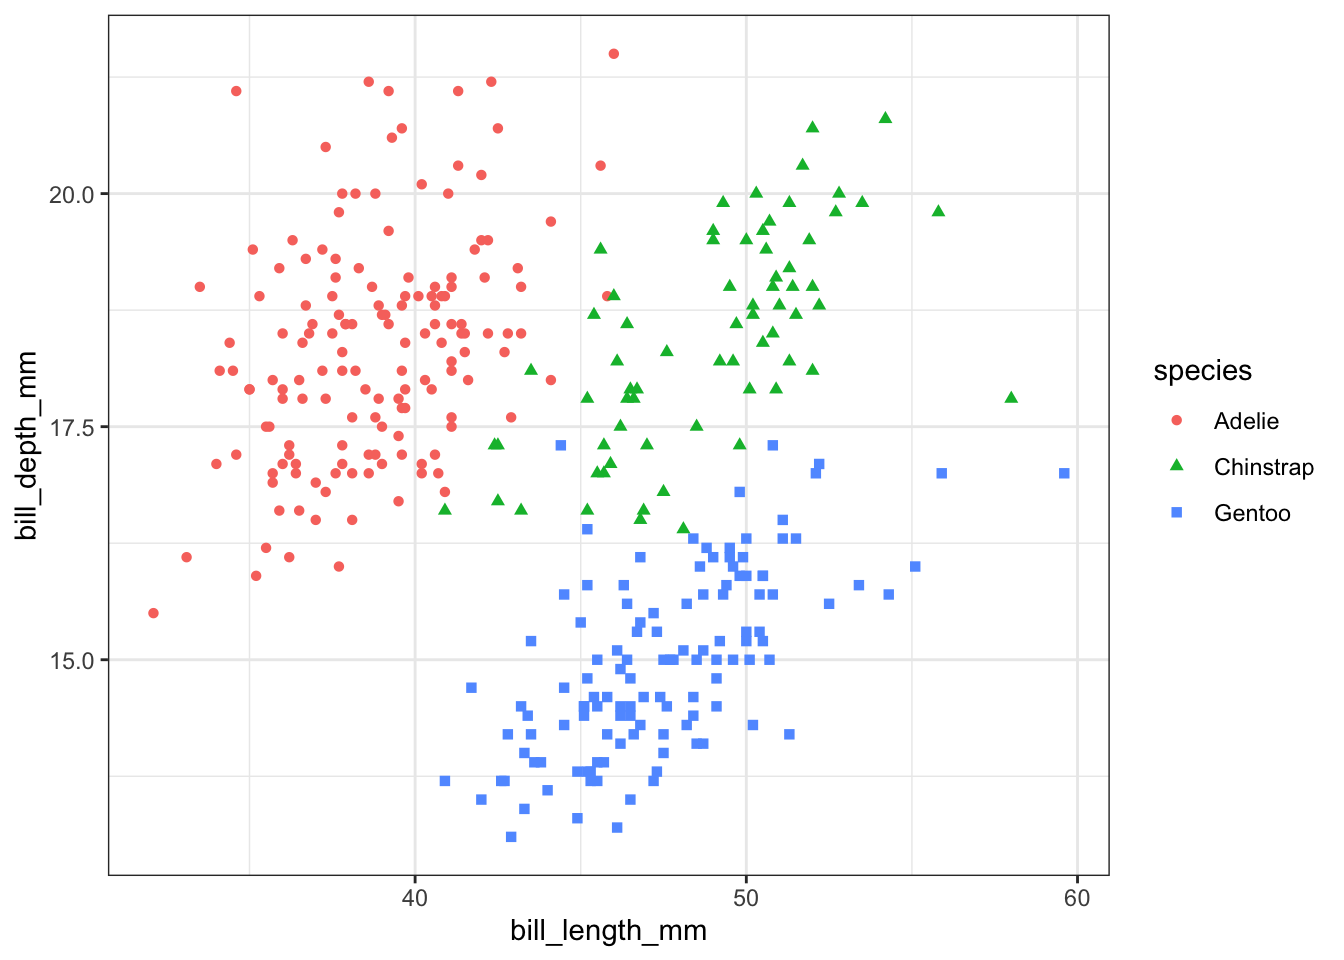 20.0
17.5
15.0
bill_depth_mm
40
50
60
bill_length_mm
species
Adelie
Chinstrap
Gentoo